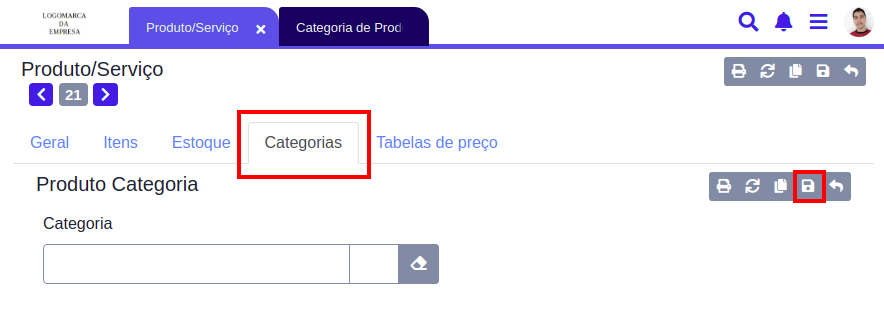 LOGOMARCA
DA
EMPRESA
Produto/Serviço
Categoria de Prod
Produto/Serviço
21
Geral
Itens
Estoque
Categorias
Tabelas de preço
Produto Categoria
Categoria